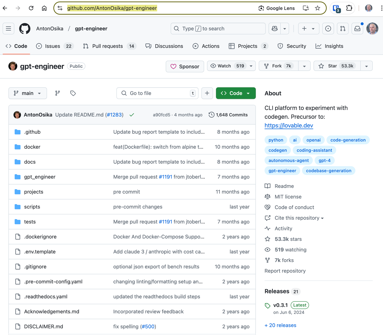 github.com/AntonOsika/gpt-engineer
Google Lens
AntonOsika / gpt-engineer
Type / to search
Code
Issues 22
Pull requests 14
Discussions
Actions
Projects 2
Security
Insights
gpt-engineer Public
Sponsor
Watch 519
Fork 7k
Star 53.3k
main
Go to file
t
Code
AntonOsika Update README.md (#1283)
8 months ago
1,648 Commits
.github
Update bug report template to includ...
8 months ago
docker
feat(Dockerfile): switch from alpine t...
8 months ago
docs
Update bug report template to includ...
8 months ago
gpt_engineer
Merge pull request #1191 from jtoberl...
7 months ago
projects
pre commit
11 months ago
scripts
pre-commit changes
last year
tests
Merge pull request #1191 from jtoberl...
7 months ago
.dockerignore
Docker And Docker-Compose Suppo...
2 years ago
.env.template
Add claude 3 / anthropic with cost ca...
last year
.gitignore
optional json export of bench results
10 months ago
.pre-commit-config.yaml
changing linting/formatting setup an...
2 years ago
.readthedocs.yaml
updated the readthedocs build steps
last year
Acknowledgements.md
Incorporated review feedback
2 years ago
DISCLAIMER.md
fix spelling (#500)
2 years ago
About
CLI platform to experiment with
codegen. Precursor to:
https://lovable.dev
python ai openai code-generation
codegen coding-assistant
autonomous-agent gpt-4
gpt-engineer codebase-generation
Readme
MIT license
Code of conduct
Cite this repository
Activity
53.3k stars
519 watching
7k forks
Report repository
Releases 21
v0.3.1 Latest
on Jun 6, 2024
+ 20 releases